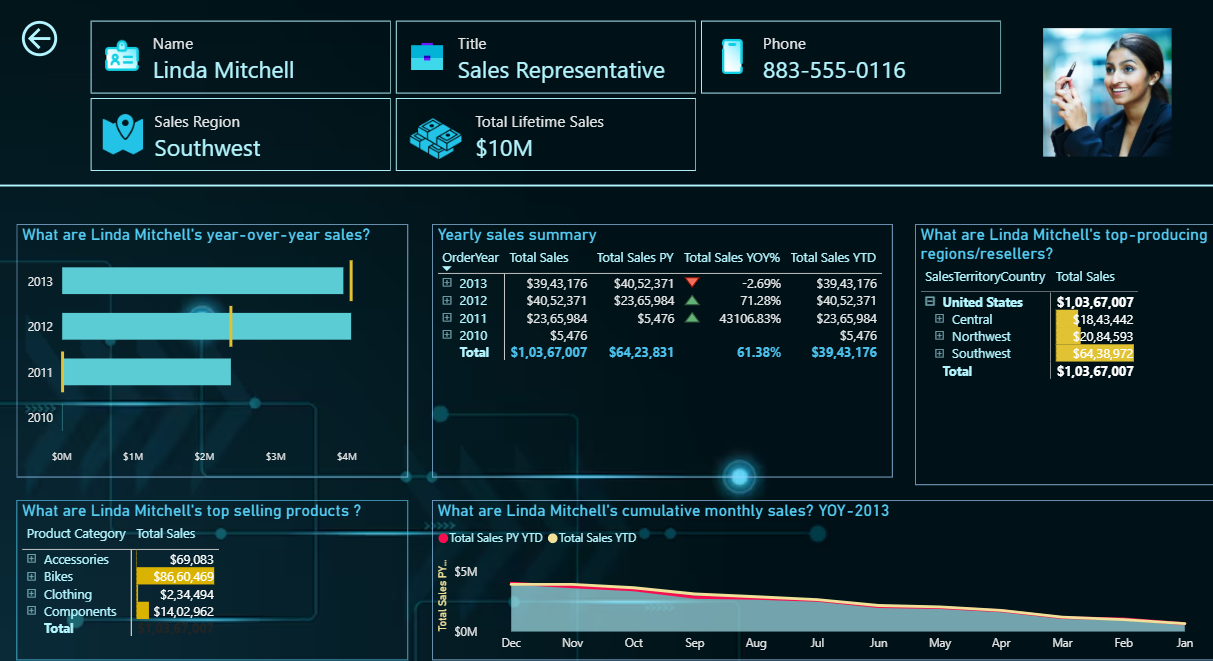 Name
Linda Mitchell
Title
Sales Representative
Phone
883-555-0116
Sales Region
Southwest
Total Lifetime Sales
$10M
What are Linda Mitchell's year-over-year sales?
2013
2012
2011
2010
$0M $1M $2M $3M $4M
Yearly sales summary
OrderYear Total Sales Total Sales PY Total Sales YOY% Total Sales YTD
2013 $39,43,176 $40,52,371 -2.69% $39,43,176
2012 $40,52,371 $23,65,984 71.28% $40,52,371
2011 $23,65,984 $5,476 43106.83% $23,65,984
2010 $5,476 $5,476
Total $1,03,67,007 $64,23,831 61.38% $39,43,176
What are Linda Mitchell's top-producing
regions/resellers?
SalesTerritoryCountry Total Sales
United States $1,03,67,007
Central $18,43,442
Northwest $20,84,593
Southwest $64,38,972
Total $1,03,67,007
What are Linda Mitchell's top selling products ?
Product Category Total Sales
Accessories $69,083
Bikes $86,60,469
Clothing $2,34,494
Components $14,02,962
Total $1,03,67,007
What are Linda Mitchell's cumulative monthly sales? YOY-2013
Total Sales PY YTD Total Sales YTD
Total Sales PY...
$5M
$0M
Dec Nov Oct Sep Aug Jul Jun May Apr Mar Feb Jan